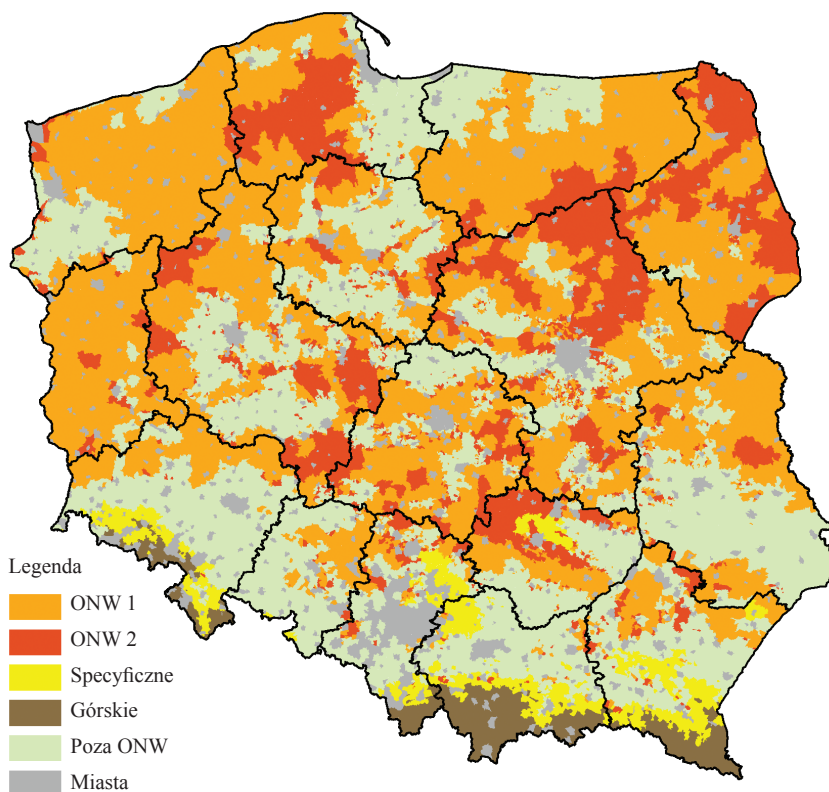 Legenda
ONW 1
ONW 2
Specyficzne
Górskie
Poza ONW
Miasta